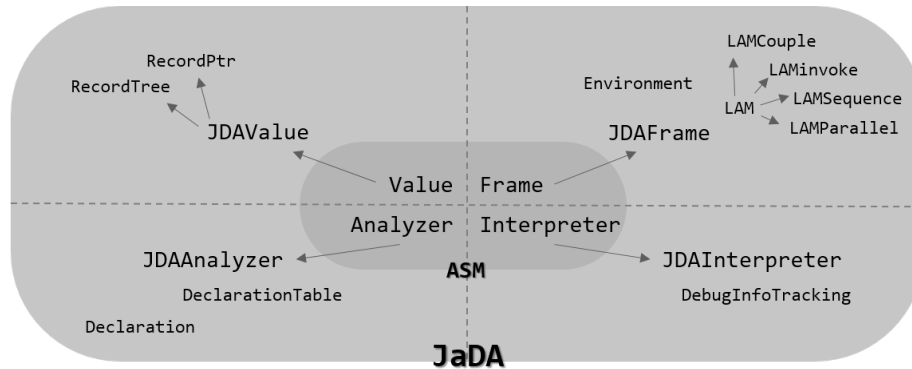 LAMCouple
RecordPtr
LAMinvoke
RecordTree
Environment
LAMSequence
LAM
LAMParallel
JDAValue
JDAFrame
Value
Frame
Analyzer
Interpreter
JDAAnalyzer
ASM
JDAInterpreter
DeclarationTable
DebugInfoTracking
Declaration
JaDA